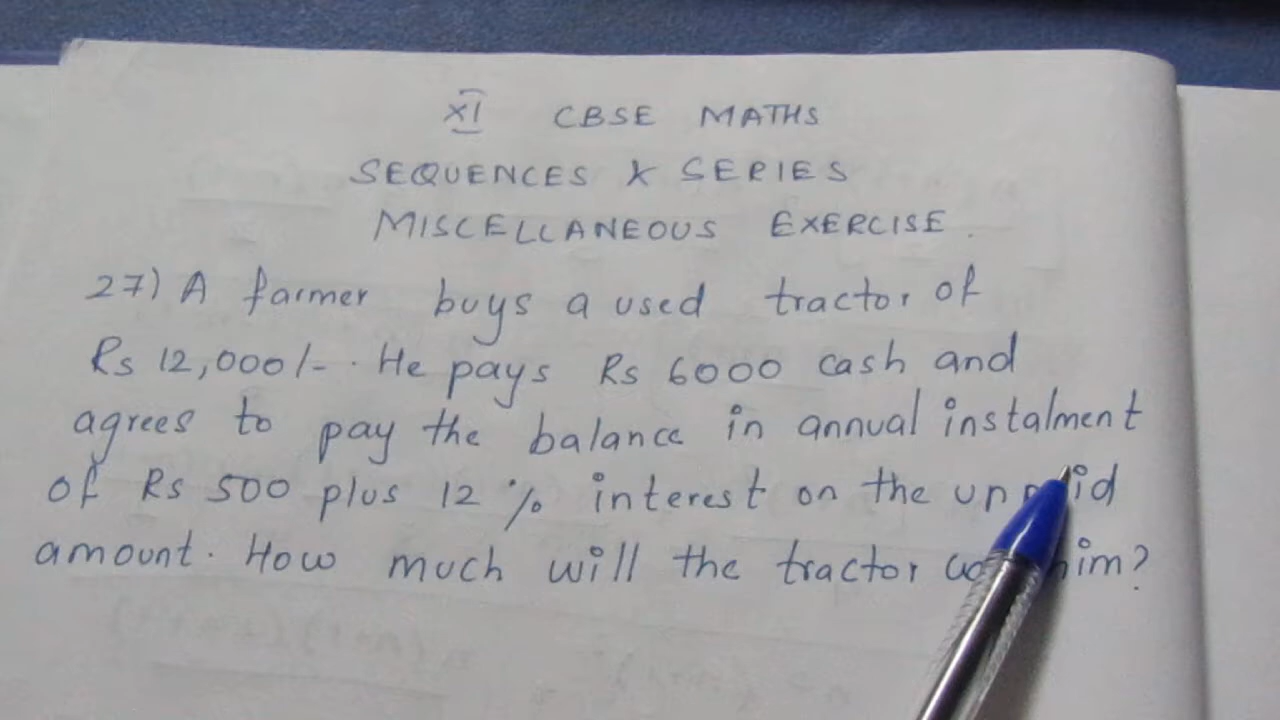 XI CBSE MATHS
SEQUENCES & SERIES
MISCELLANEOUS EXERCISE.
27) A farmer buys a used tractor of
Rs 12,000/-. He pays Rs 6000 cash and
agrees to pay the balance in annual instalment
of Rs 500 plus 12 % interest on the unpaid
amount. How much will the tractor him?